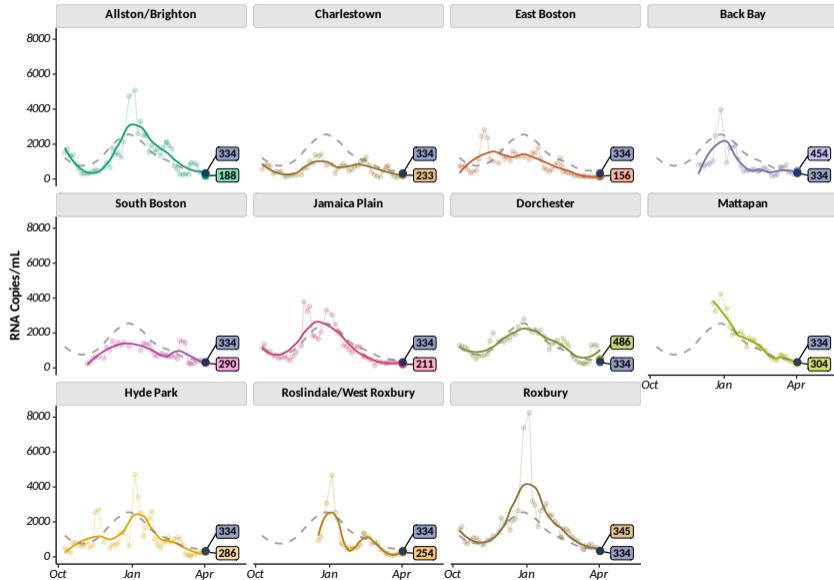 Allston/Brighton Charlestown East Boston Back Bay
8000
6000
4000
2000
0
334 334 334 454
188 233 156 334
South Boston Jamaica Plain Dorchester Mattapan
RNA Copies/mL
8000
6000
4000
2000
0
334 334 486 334
290 211 334 304
Oct Jan Apr
Hyde Park Roslindale/West Roxbury Roxbury
8000
6000
4000
2000
0
334 334 345
286 254 334
Oct Jan Apr Oct Jan Apr Oct Jan Apr